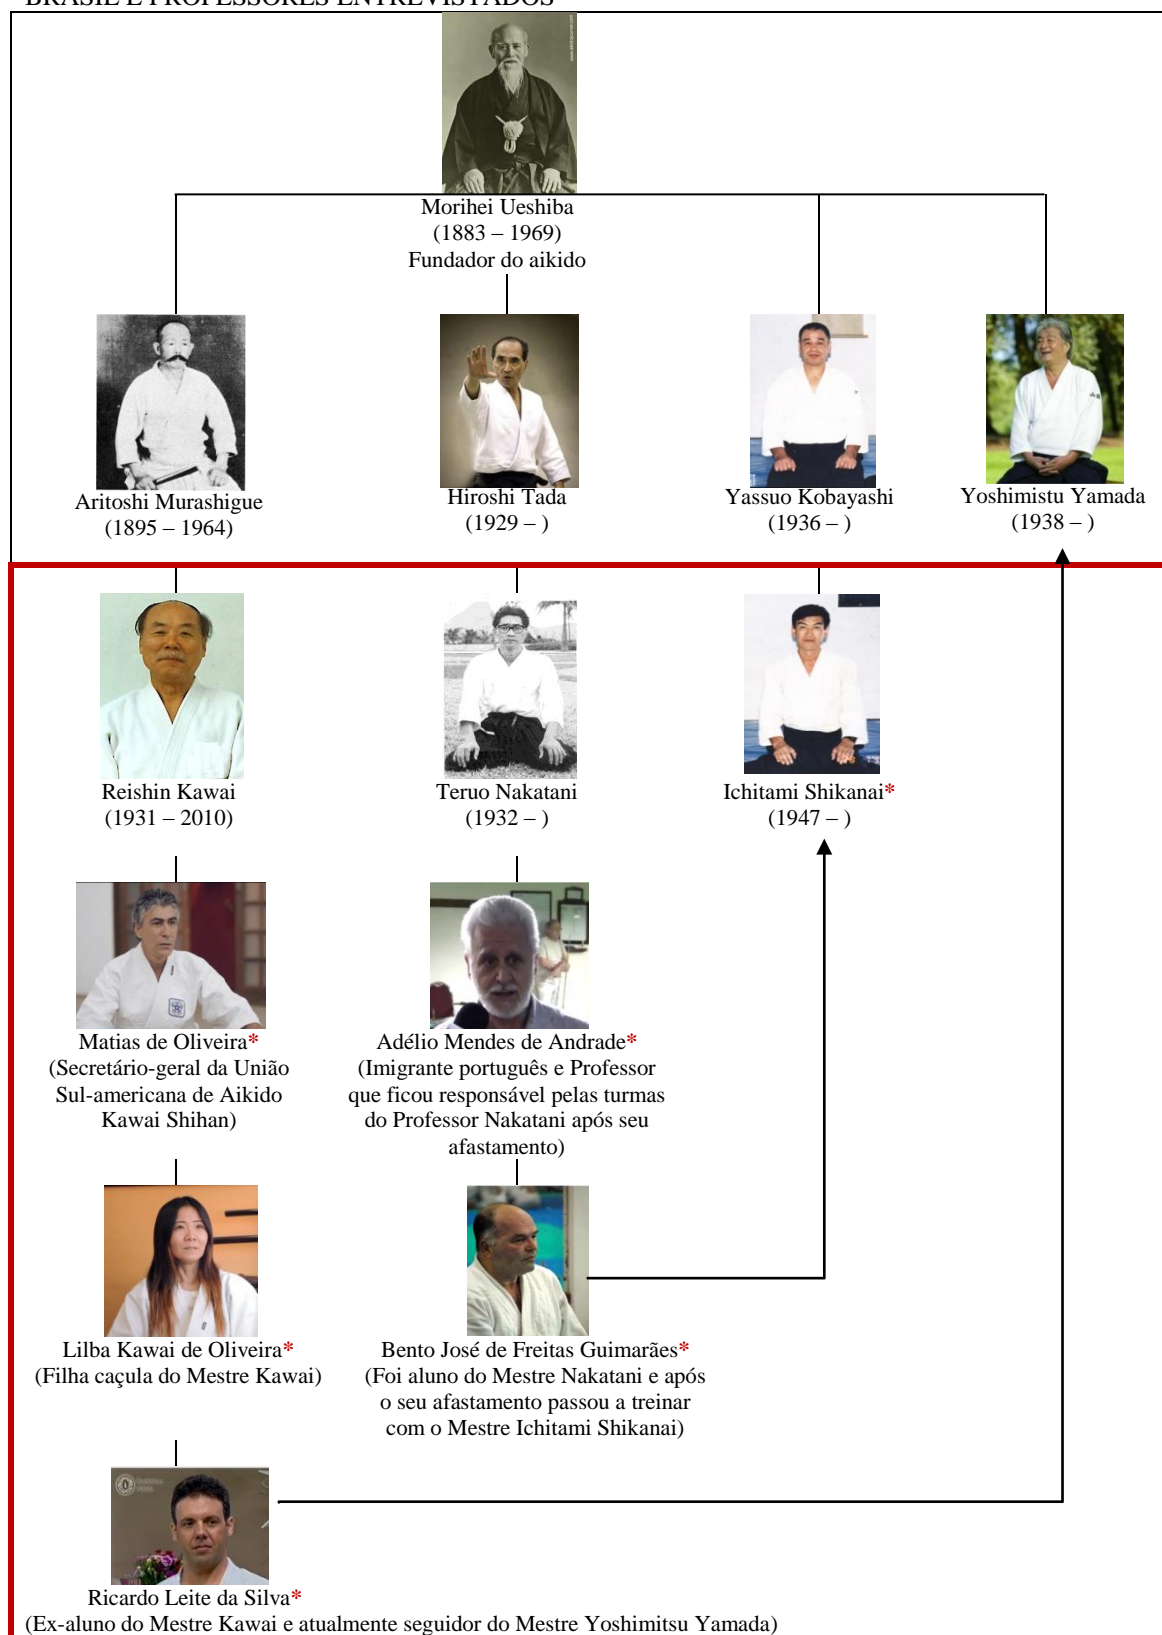 BRASIL E PROFESSORES ENTREVISTADOS
Morihei Ueshiba
(1883 – 1969)
Fundador do aikido
Aritoshi Murashigue
(1895 – 1964)
Hiroshi Tada
(1929 – )
Yassuo Kobayashi
(1936 – )
Yoshimistu Yamada
(1938 – )
Reishin Kawai
(1931 – 2010)
Teruo Nakatani
(1932 – )
Ichitami Shikanai*
(1947 – )
Matias de Oliveira*
(Secretário-geral da União
Sul-americana de Aikido
Kawai Shihan)
Adélio Mendes de Andrade*
(Imigrante português e Professor
que ficou responsável pelas turmas
do Professor Nakatani após seu
afastamento)
Lilba Kawai de Oliveira*
(Filha caçula do Mestre Kawai)
Bento José de Freitas Guimarães*
(Foi aluno do Mestre Nakatani e após
o seu afastamento passou a treinar
com o Mestre Ichitami Shikanai)
Ricardo Leite da Silva*
(Ex-aluno do Mestre Kawai e atualmente seguidor do Mestre Yoshimitsu Yamada)